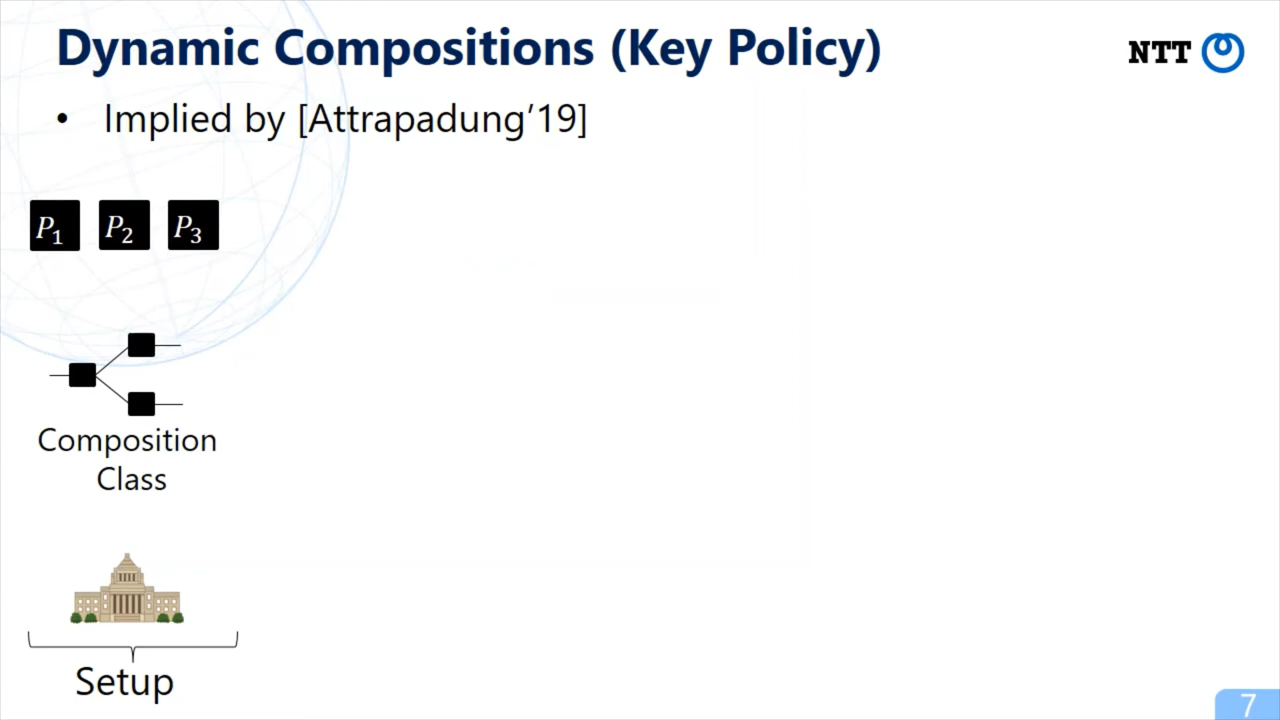 Dynamic Compositions (Key Policy)
NTT
• Implied by [Attrapadung’19]
P₁ P₂ P₃
Composition
Class
Setup
7